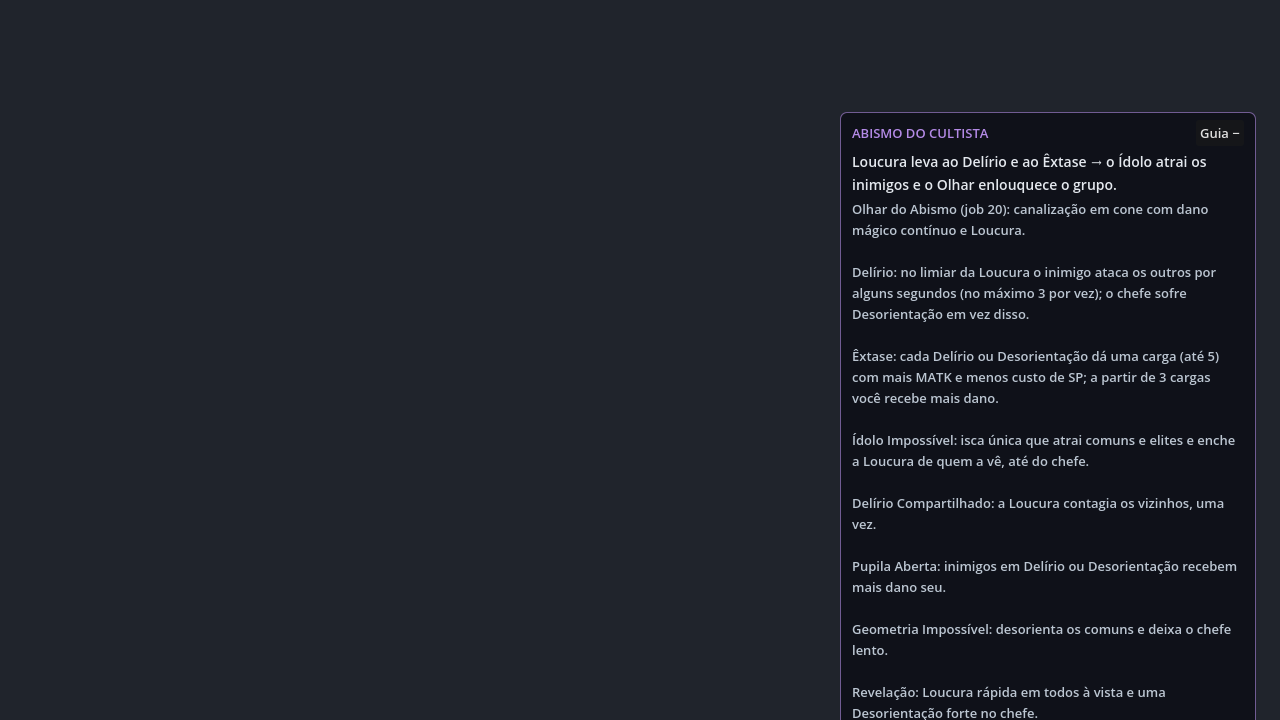 ABISMO DO CULTISTA
Guia −
Loucura leva ao Delírio e ao Êxtase → o Ídolo atrai os
inimigos e o Olhar enlouquece o grupo.
Olhar do Abismo (job 20): canalização em cone com dano
mágico contínuo e Loucura.
Delírio: no limiar da Loucura o inimigo ataca os outros por
alguns segundos (no máximo 3 por vez); o chefe sofre
Desorientação em vez disso.
Êxtase: cada Delírio ou Desorientação dá uma carga (até 5)
com mais MATK e menos custo de SP; a partir de 3 cargas
você recebe mais dano.
Ídolo Impossível: isca única que atrai comuns e elites e enche
a Loucura de quem a vê, até do chefe.
Delírio Compartilhado: a Loucura contagia os vizinhos, uma
vez.
Pupila Aberta: inimigos em Delírio ou Desorientação recebem
mais dano seu.
Geometria Impossível: desorienta os comuns e deixa o chefe
lento.
Revelação: Loucura rápida em todos à vista e uma
Desorientação forte no chefe.